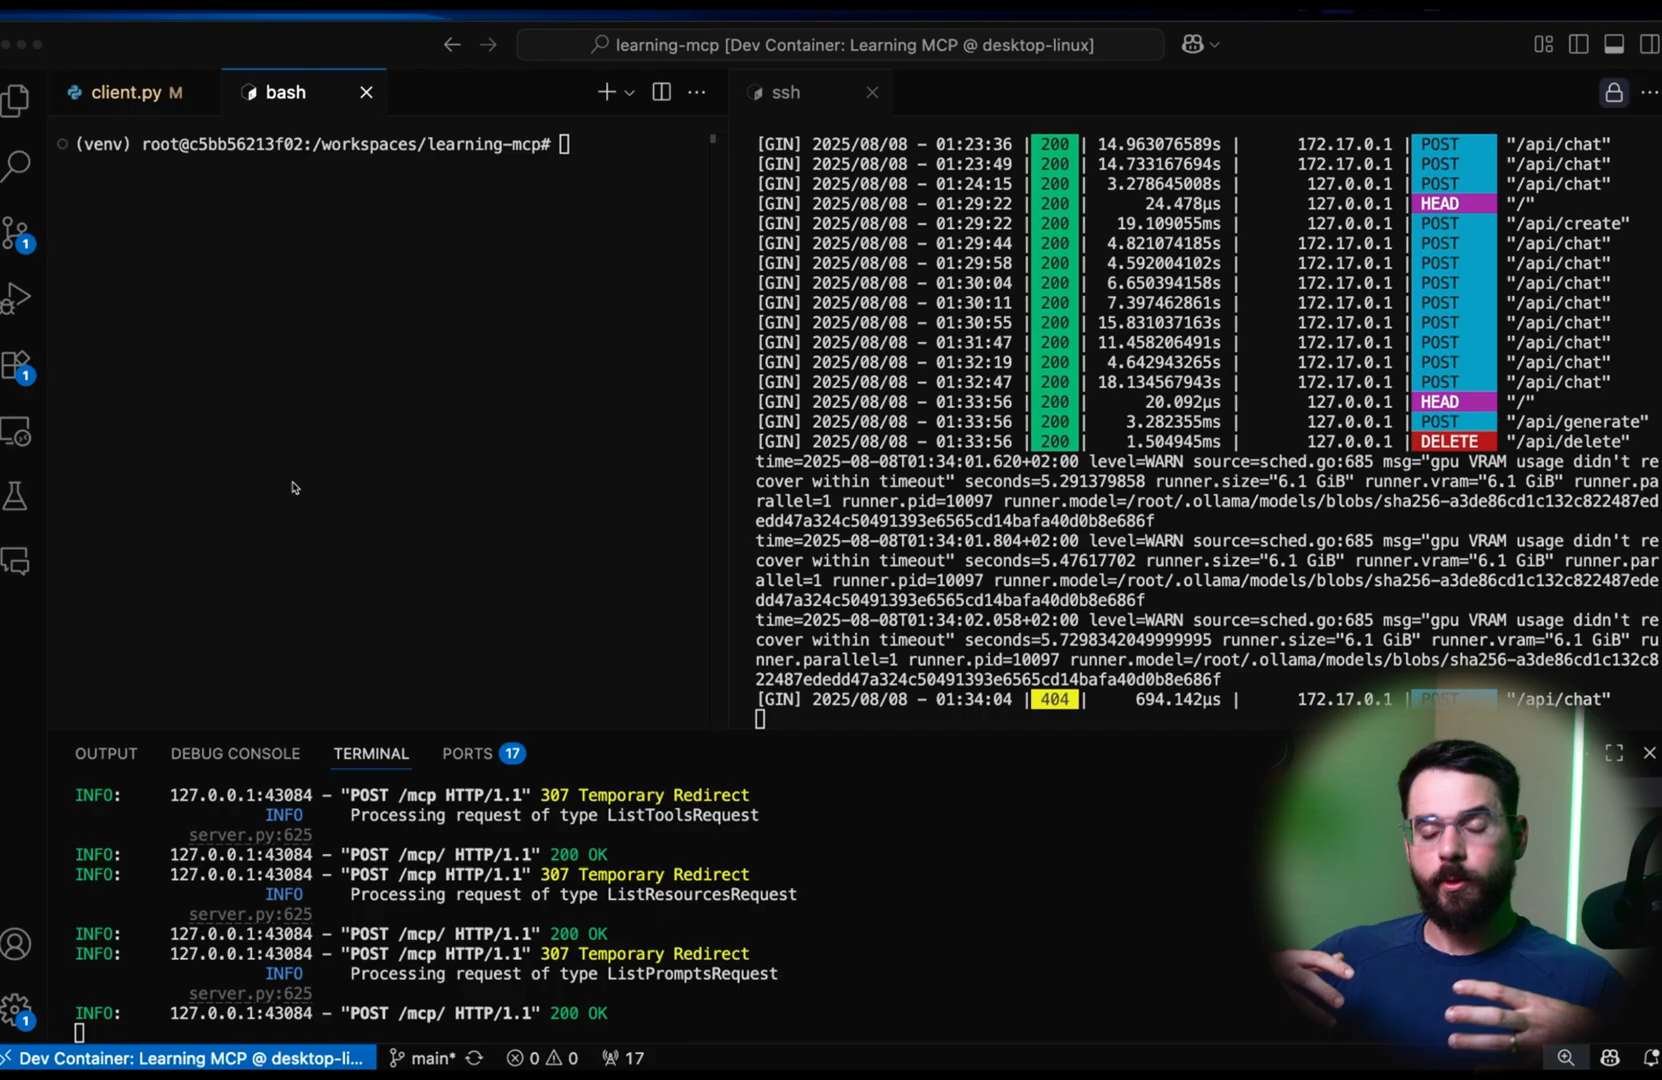 learning-mcp [Dev Container: Learning MCP @ desktop-linux]
client.py M
bash
ssh
(venv) root@c5bb56213f02:/workspaces/learning-mcp#
[GIN] 2025/08/08 - 01:23:36 | 200 | 14.963076589s | 172.17.0.1 | POST "/api/chat"
[GIN] 2025/08/08 - 01:23:49 | 200 | 14.733167694s | 172.17.0.1 | POST "/api/chat"
[GIN] 2025/08/08 - 01:24:15 | 200 | 3.278645008s | 127.0.0.1 | POST "/api/chat"
[GIN] 2025/08/08 - 01:29:22 | 200 | 24.478µs | 127.0.0.1 | HEAD "/"
[GIN] 2025/08/08 - 01:29:22 | 200 | 19.109055ms | 127.0.0.1 | POST "/api/create"
[GIN] 2025/08/08 - 01:29:44 | 200 | 4.821074185s | 172.17.0.1 | POST "/api/chat"
[GIN] 2025/08/08 - 01:29:58 | 200 | 4.592004102s | 172.17.0.1 | POST "/api/chat"
[GIN] 2025/08/08 - 01:30:04 | 200 | 6.650394158s | 172.17.0.1 | POST "/api/chat"
[GIN] 2025/08/08 - 01:30:11 | 200 | 7.397462861s | 172.17.0.1 | POST "/api/chat"
[GIN] 2025/08/08 - 01:30:55 | 200 | 15.831037163s | 172.17.0.1 | POST "/api/chat"
[GIN] 2025/08/08 - 01:31:47 | 200 | 11.458206491s | 172.17.0.1 | POST "/api/chat"
[GIN] 2025/08/08 - 01:32:19 | 200 | 4.642943265s | 172.17.0.1 | POST "/api/chat"
[GIN] 2025/08/08 - 01:32:47 | 200 | 18.134567943s | 172.17.0.1 | POST "/api/chat"
[GIN] 2025/08/08 - 01:33:56 | 200 | 20.092µs | 127.0.0.1 | HEAD "/"
[GIN] 2025/08/08 - 01:33:56 | 200 | 3.282355ms | 127.0.0.1 | POST "/api/generate"
[GIN] 2025/08/08 - 01:33:56 | 200 | 1.504945ms | 127.0.0.1 | DELETE "/api/delete"
time=2025-08-08T01:34:01.620+02:00 level=WARN source=sched.go:685 msg="gpu VRAM usage didn't re
cover within timeout" seconds=5.291379858 runner.size="6.1 GiB" runner.vram="6.1 GiB" runner.pa
rallel=1 runner.pid=10097 runner.model=/root/.ollama/models/blobs/sha256-a3de86cd1c132c822487ed
edd47a324c50491393e6565cd14bafa40d0b8e686f
time=2025-08-08T01:34:01.804+02:00 level=WARN source=sched.go:685 msg="gpu VRAM usage didn't re
cover within timeout" seconds=5.47617702 runner.size="6.1 GiB" runner.vram="6.1 GiB" runner.par
allel=1 runner.pid=10097 runner.model=/root/.ollama/models/blobs/sha256-a3de86cd1c132c822487ede
dd47a324c50491393e6565cd14bafa40d0b8e686f
time=2025-08-08T01:34:02.058+02:00 level=WARN source=sched.go:685 msg="gpu VRAM usage didn't re
cover within timeout" seconds=5.7298342049999995 runner.size="6.1 GiB" runner.vram="6.1 GiB" ru
nner.parallel=1 runner.pid=10097 runner.model=/root/.ollama/models/blobs/sha256-a3de86cd1c132c8
22487ededd47a324c50491393e6565cd14bafa40d0b8e686f
[GIN] 2025/08/08 - 01:34:04 | 404 | 694.142µs | 172.17.0.1 | POST "/api/chat"
OUTPUT DEBUG CONSOLE TERMINAL PORTS 17
INFO: 127.0.0.1:43084 - "POST /mcp HTTP/1.1" 307 Temporary Redirect
INFO Processing request of type ListToolsRequest
server.py:625
INFO: 127.0.0.1:43084 - "POST /mcp/ HTTP/1.1" 200 OK
INFO: 127.0.0.1:43084 - "POST /mcp HTTP/1.1" 307 Temporary Redirect
INFO Processing request of type ListResourcesRequest
server.py:625
INFO: 127.0.0.1:43084 - "POST /mcp/ HTTP/1.1" 200 OK
INFO: 127.0.0.1:43084 - "POST /mcp HTTP/1.1" 307 Temporary Redirect
INFO Processing request of type ListPromptsRequest
server.py:625
INFO: 127.0.0.1:43084 - "POST /mcp/ HTTP/1.1" 200 OK
1
1
1
Dev Container: Learning MCP @ desktop-li... main* 0 0 17